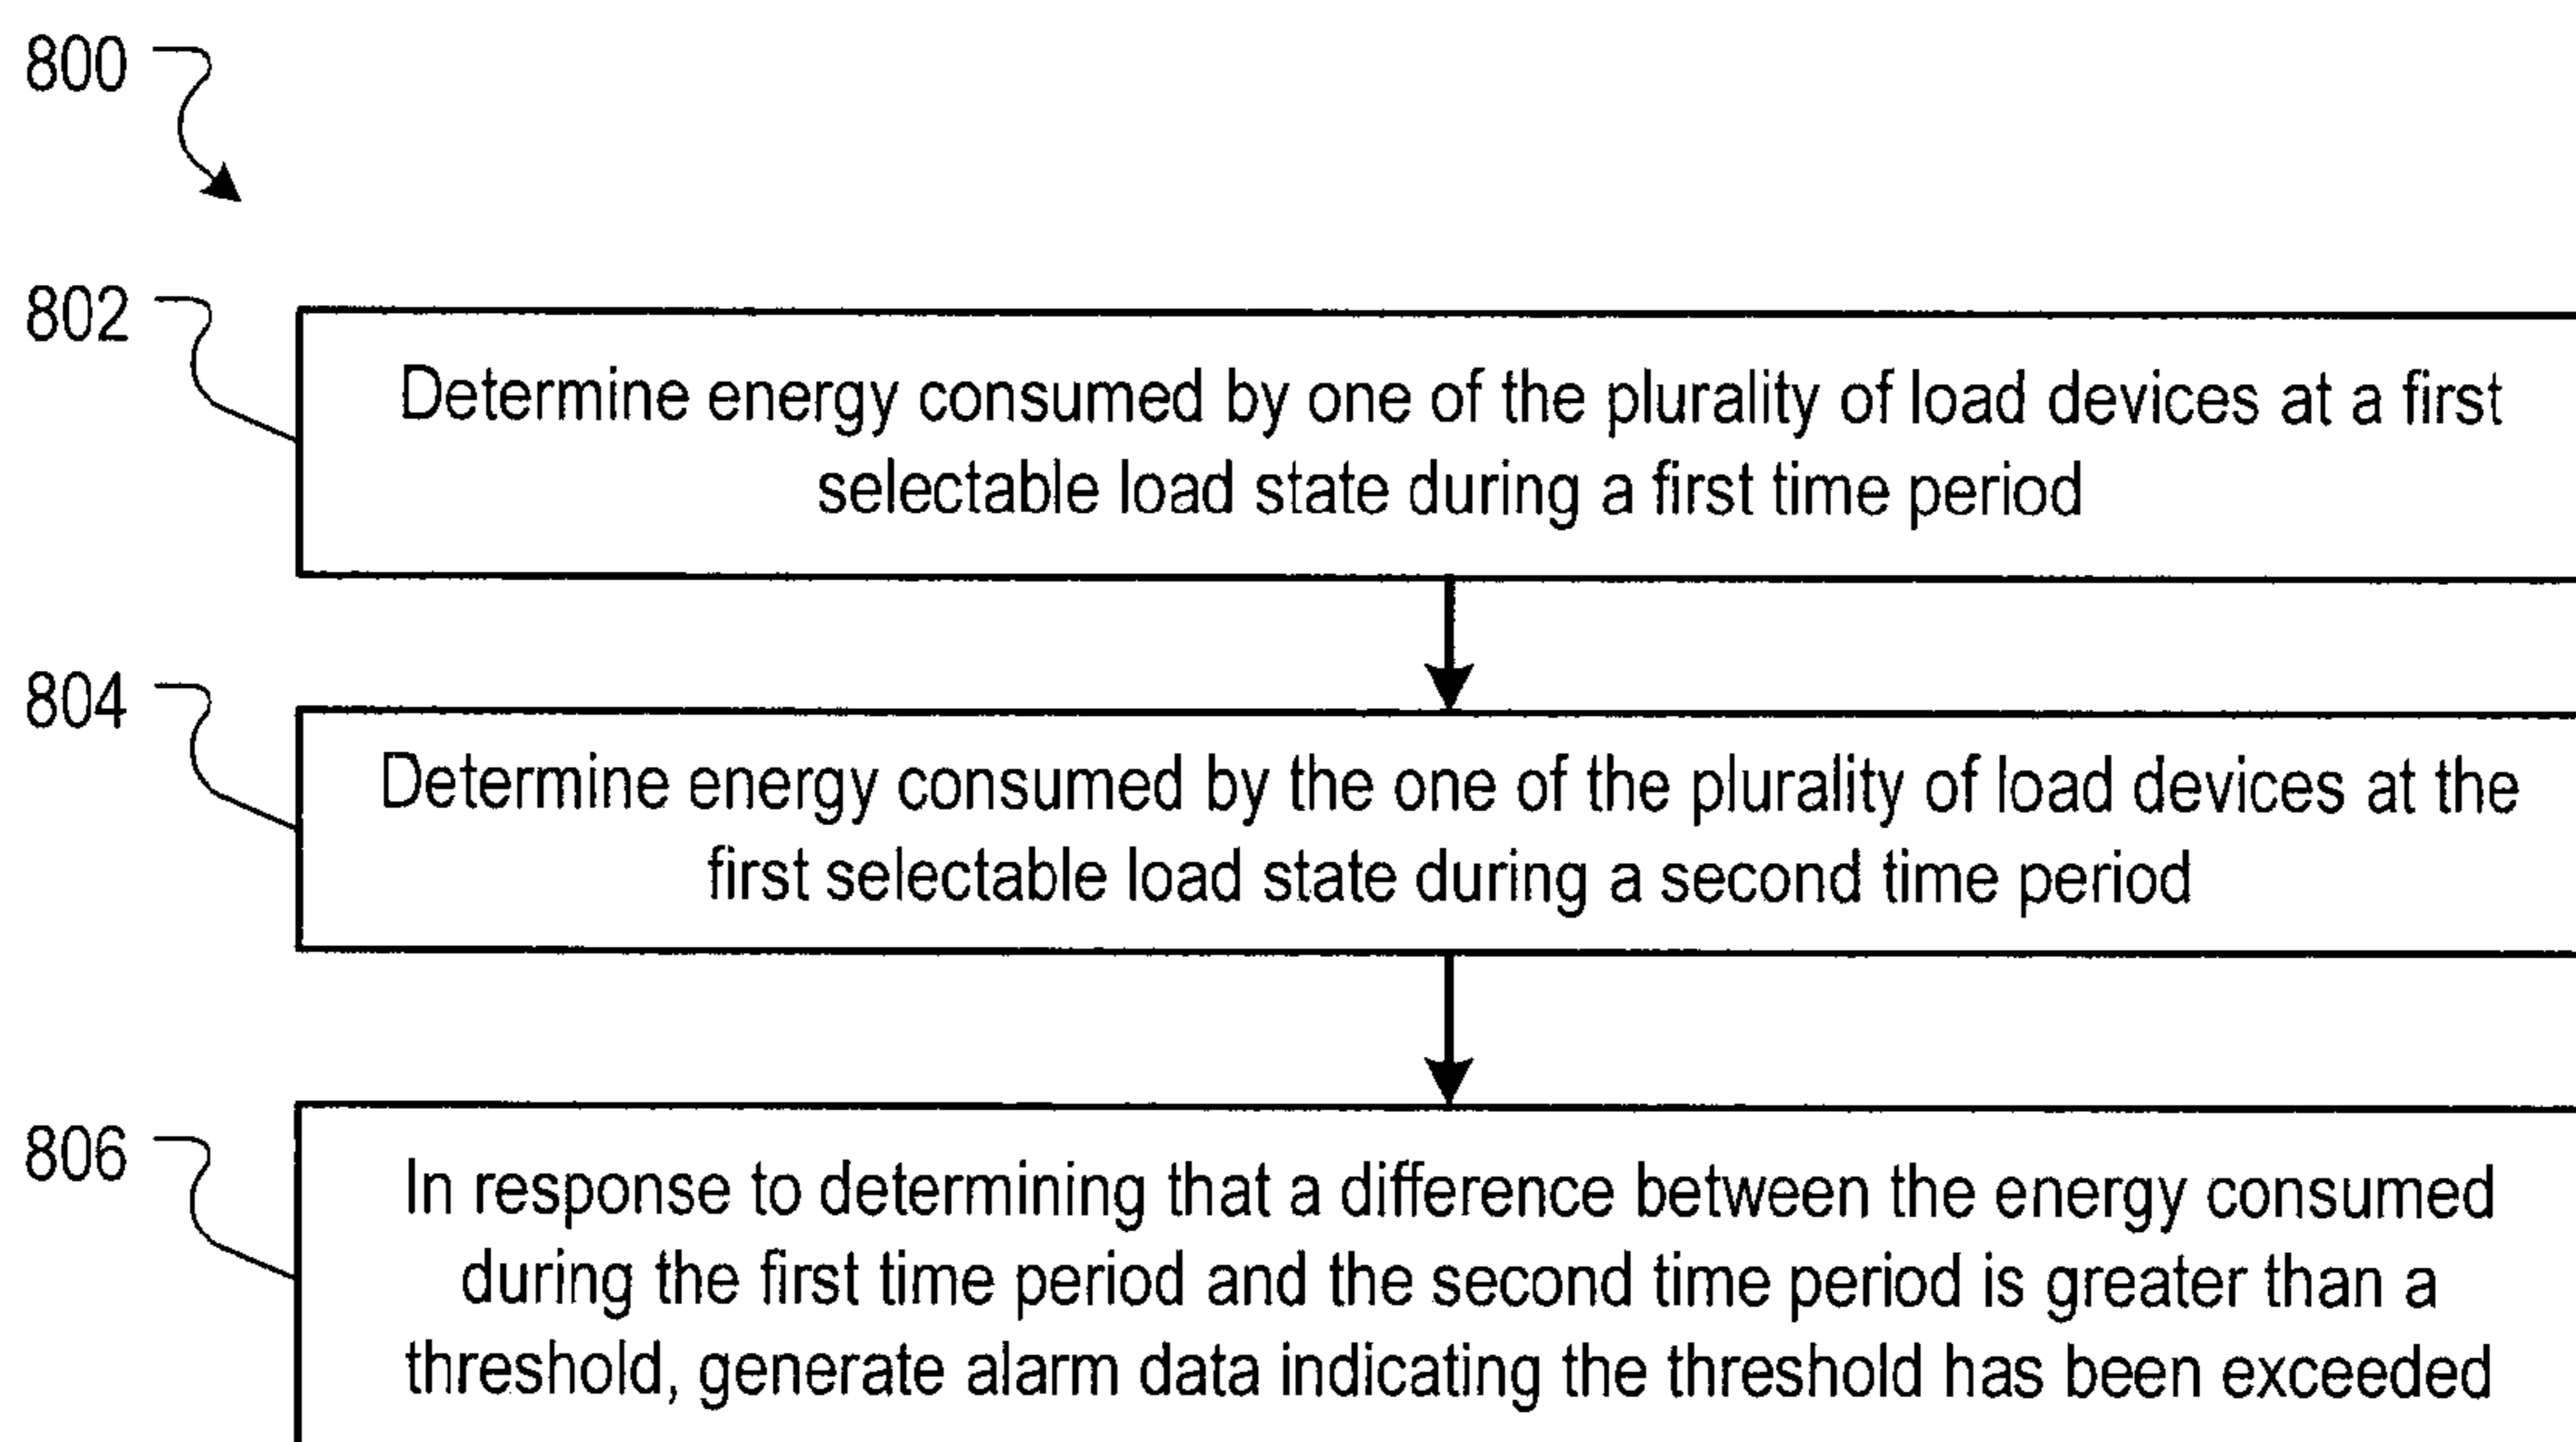 800
802
Determine energy consumed by one of the plurality of load devices at a first
selectable load state during a first time period
804
Determine energy consumed by the one of the plurality of load devices at the
first selectable load state during a second time period
806
In response to determining that a difference between the energy consumed
during the first time period and the second time period is greater than a
threshold, generate alarm data indicating the threshold has been exceeded